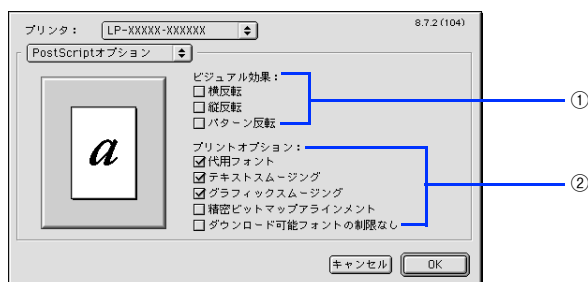 プリンタ： LP-XXXXX-XXXXXX 8.7.2 (104)
PostScriptオプション
ビジュアル効果：
横反転
縦反転
パターン反転
①
a
プリントオプション：
代用フォント
テキストスムージング
グラフィックスムージング
精密ビットマップアラインメント
ダウンロード可能フォントの制限なし
②
キャンセル OK